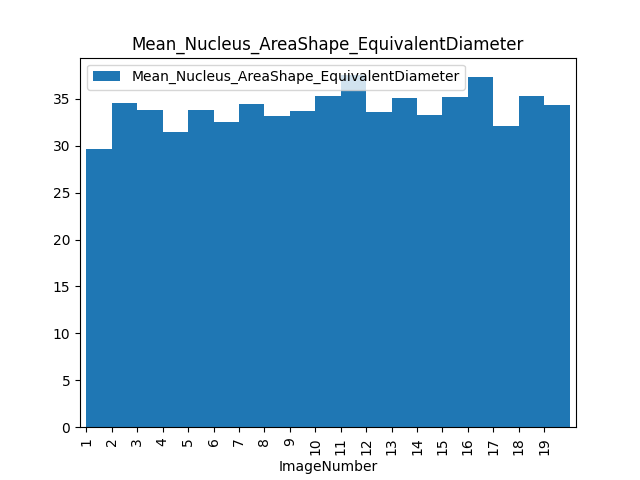 Mean_Nucleus_AreaShape_EquivalentDiameter
Mean_Nucleus_AreaShape_EquivalentDiameter
35
30
25
20
15
10
5
0
1 2 3 4 5 6 7 8 9 10 11 12 13 14 15 16 17 18 19
ImageNumber